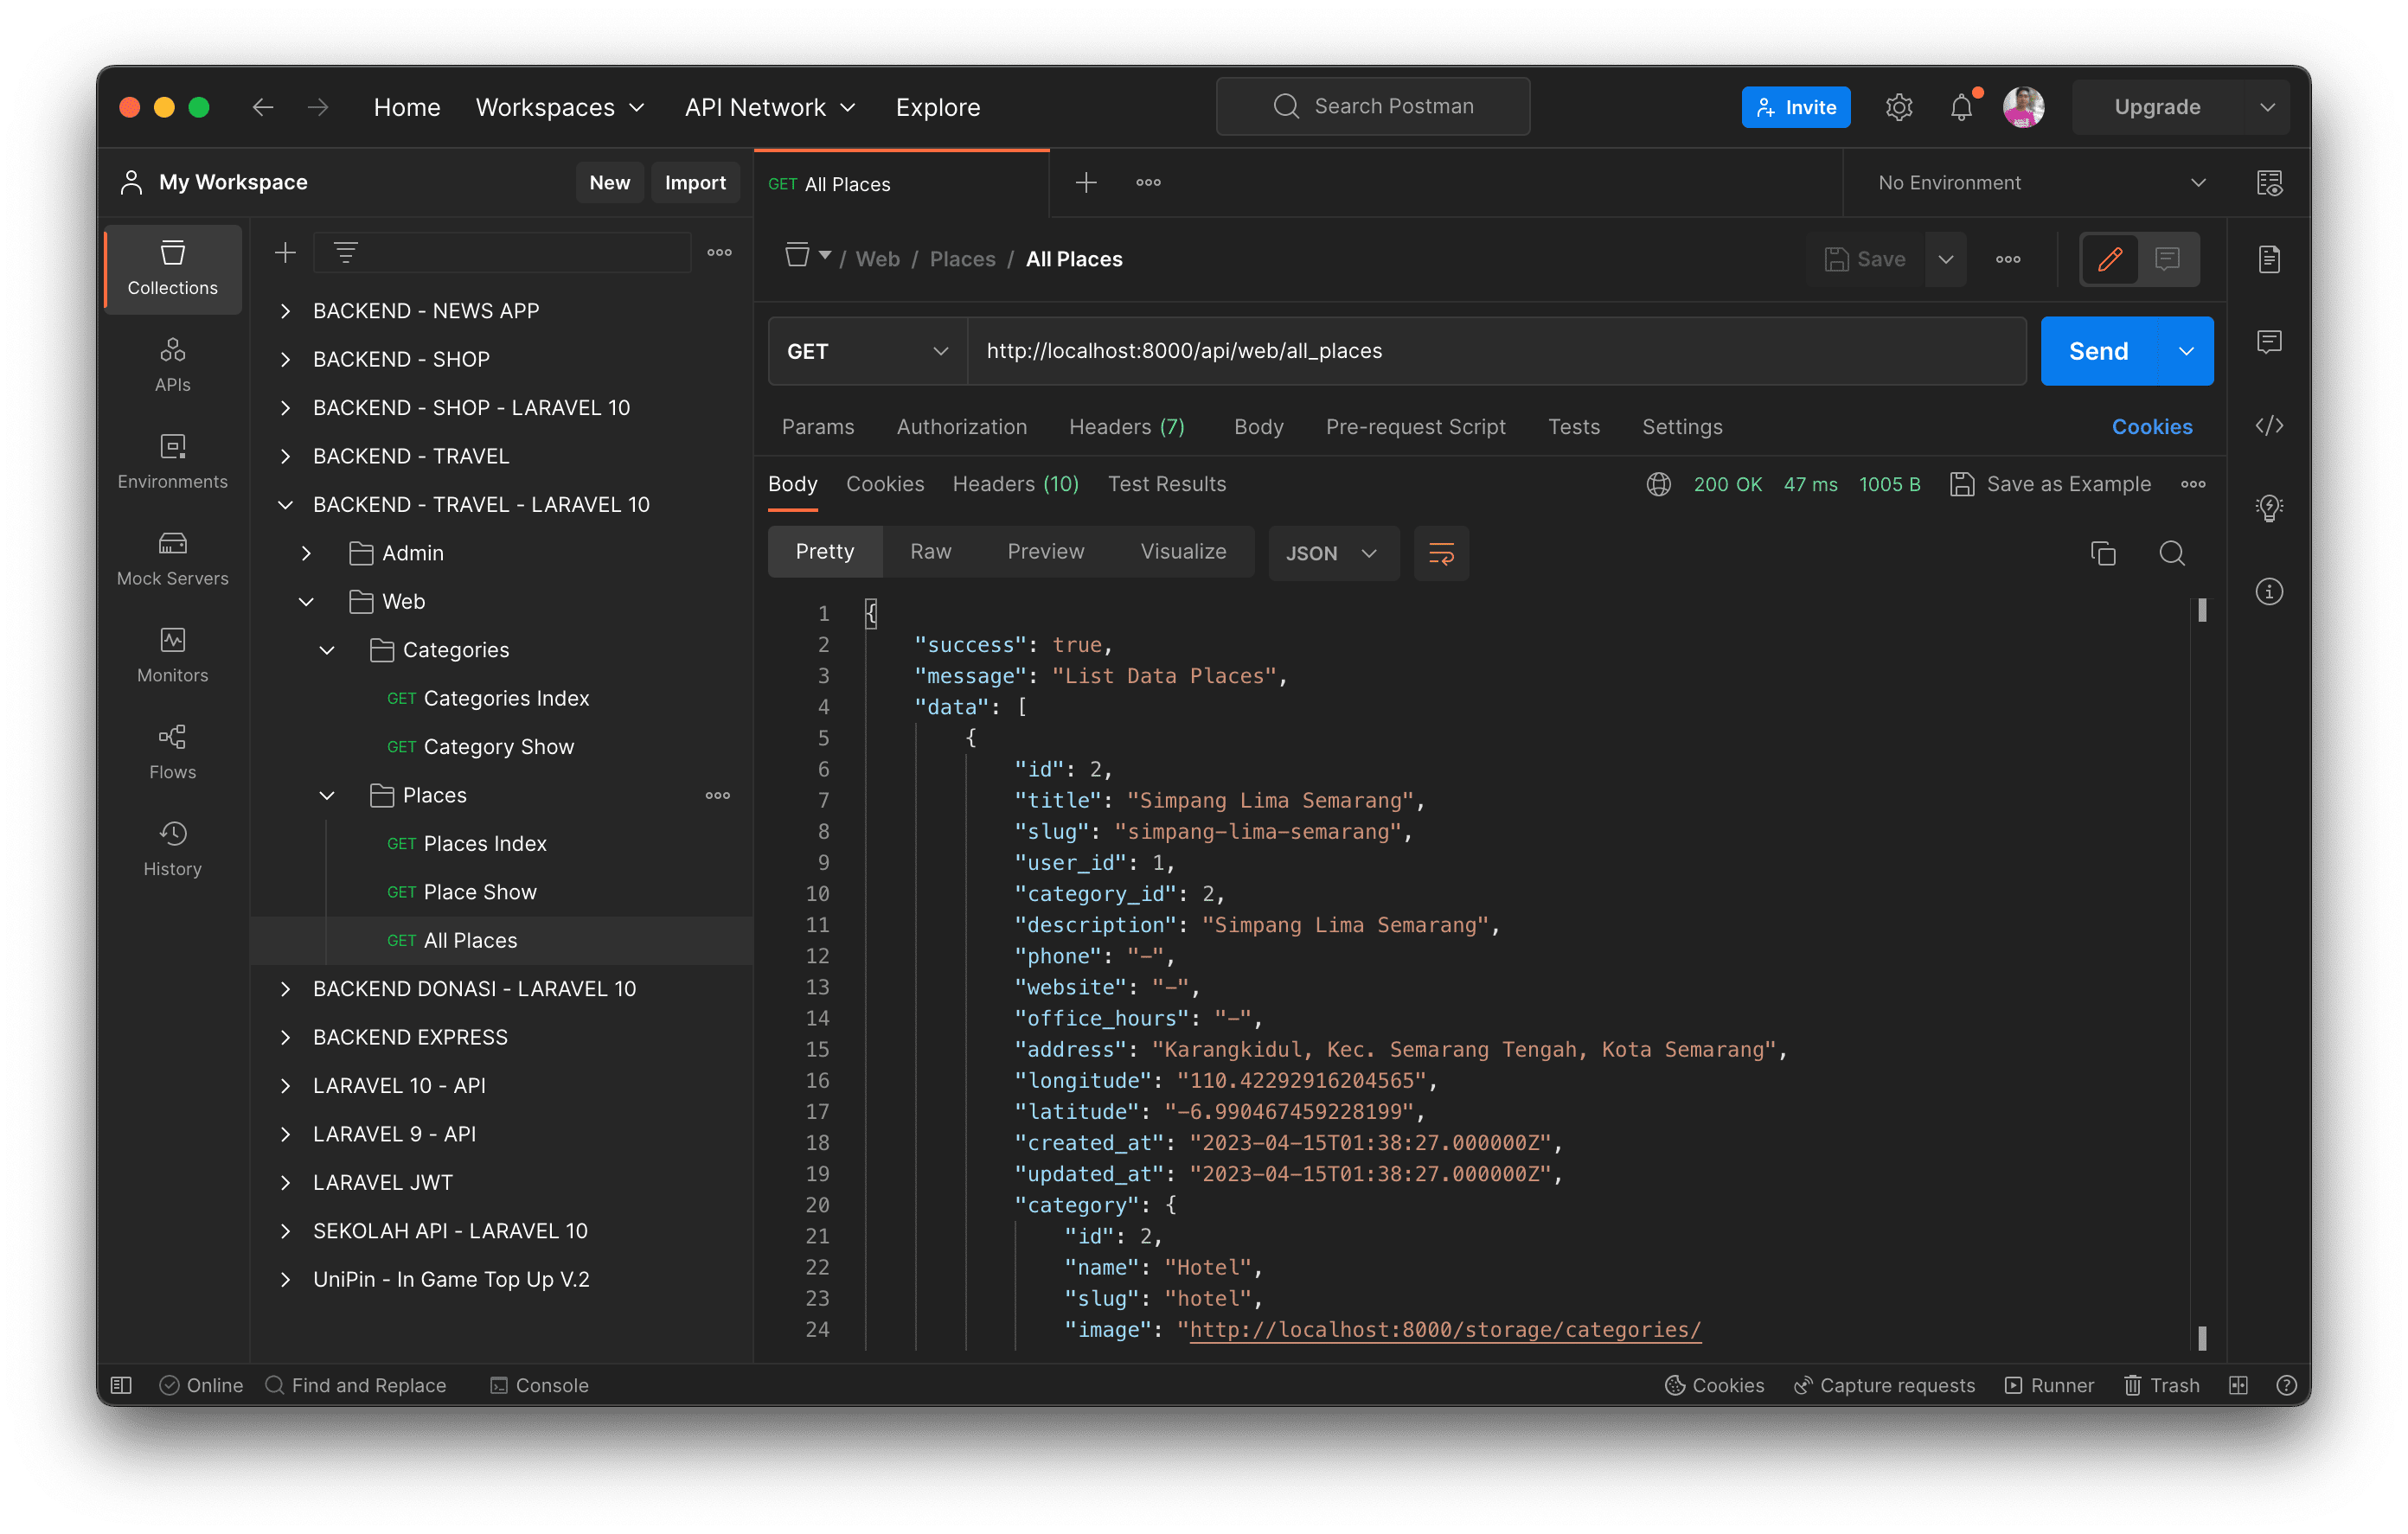 Home Workspaces API Network Explore Search Postman Invite Upgrade
My Workspace New Import GET All Places No Environment
Collections
APIs
Environments
Mock Servers
Monitors
Flows
History
BACKEND - NEWS APP
BACKEND - SHOP
BACKEND - SHOP - LARAVEL 10
BACKEND - TRAVEL
BACKEND - TRAVEL - LARAVEL 10
Admin
Web
Categories
GET Categories Index
GET Category Show
Places
GET Places Index
GET Place Show
GET All Places
BACKEND DONASI - LARAVEL 10
BACKEND EXPRESS
LARAVEL 10 - API
LARAVEL 9 - API
LARAVEL JWT
SEKOLAH API - LARAVEL 10
UniPin - In Game Top Up V.2
/ Web / Places / All Places Save
GET http://localhost:8000/api/web/all_places Send
Params Authorization Headers (7) Body Pre-request Script Tests Settings Cookies
Body Cookies Headers (10) Test Results 200 OK 47 ms 1005 B Save as Example
Pretty Raw Preview Visualize JSON
1 {
2 "success": true,
3 "message": "List Data Places",
4 "data": [
5 {
6 "id": 2,
7 "title": "Simpang Lima Semarang",
8 "slug": "simpang-lima-semarang",
9 "user_id": 1,
10 "category_id": 2,
11 "description": "Simpang Lima Semarang",
12 "phone": "-",
13 "website": "-",
14 "office_hours": "-",
15 "address": "Karangkidul, Kec. Semarang Tengah, Kota Semarang",
16 "longitude": "110.42292916204565",
17 "latitude": "-6.990467459228199",
18 "created_at": "2023-04-15T01:38:27.000000Z",
19 "updated_at": "2023-04-15T01:38:27.000000Z",
20 "category": {
21 "id": 2,
22 "name": "Hotel",
23 "slug": "hotel",
24 "image": "http://localhost:8000/storage/categories/
Online Find and Replace Console Cookies Capture requests Runner Trash